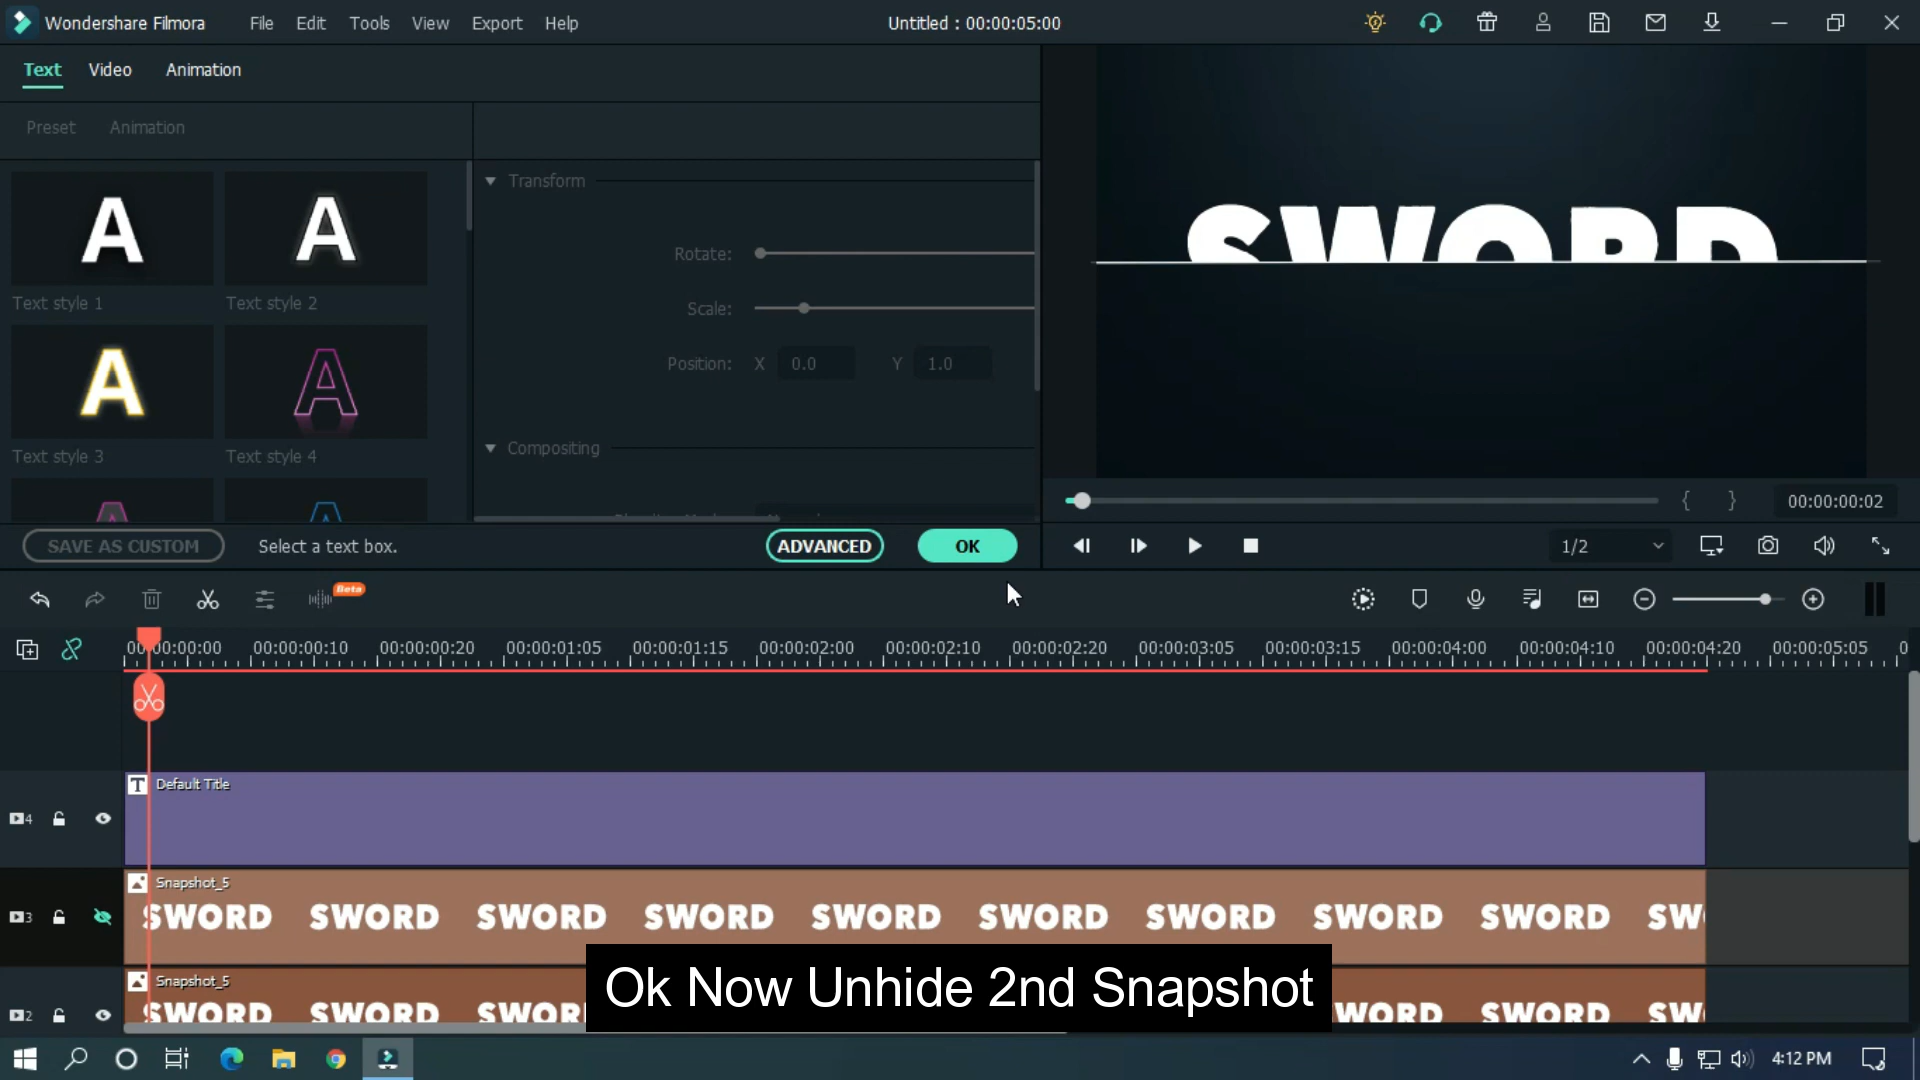 Wondershare Filmora File Edit Tools View Export Help Untitled : 00:00:05:00
Text Video Animation
Preset Animation
A A
Text style 1 Text style 2
A A
Text style 3 Text style 4
A A
Transform
Rotate:
Scale:
Position: X 0.0 Y 1.0
Compositing
SAVE AS CUSTOM Select a text box. ADVANCED OK
SWORD
{ } 00:00:00:02
1/2
Beta
00:00:00:00 00:00:00:10 00:00:00:20 00:00:01:05 00:00:01:15 00:00:02:00 00:00:02:10 00:00:02:20 00:00:03:05 00:00:03:15 00:00:04:00 00:00:04:10 00:00:04:20 00:00:05:05 0
T Default Title
4
Snapshot_5
3 SWORD SWORD SWORD SWORD SWORD SWORD SWORD SWORD SWORD SW
Snapshot_5
2 SWORD SWORD SWO WORD SWORD SWORD SW
Ok Now Unhide 2nd Snapshot
4:12 PM